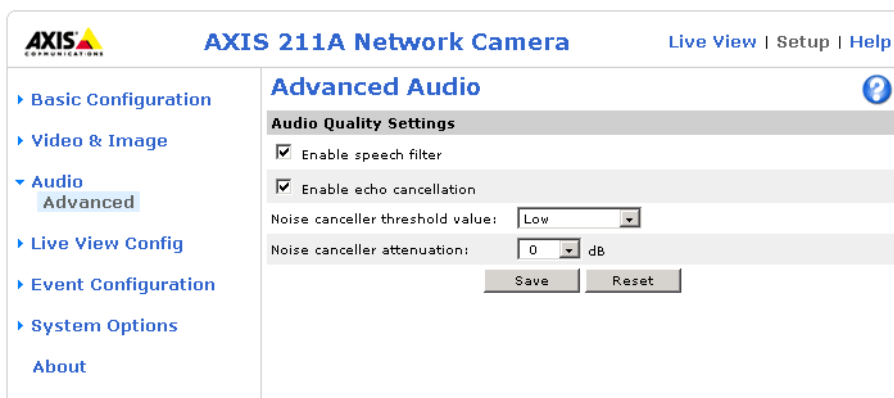 AXIS
COMMUNICATIONS
AXIS 211A Network Camera
Live View | Setup | Help
Basic Configuration
Video & Image
Audio
Advanced
Live View Config
Event Configuration
System Options
About
Advanced Audio
?
Audio Quality Settings
Enable speech filter
Enable echo cancellation
Noise canceller threshold value: Low
Noise canceller attenuation: 0 dB
Save Reset